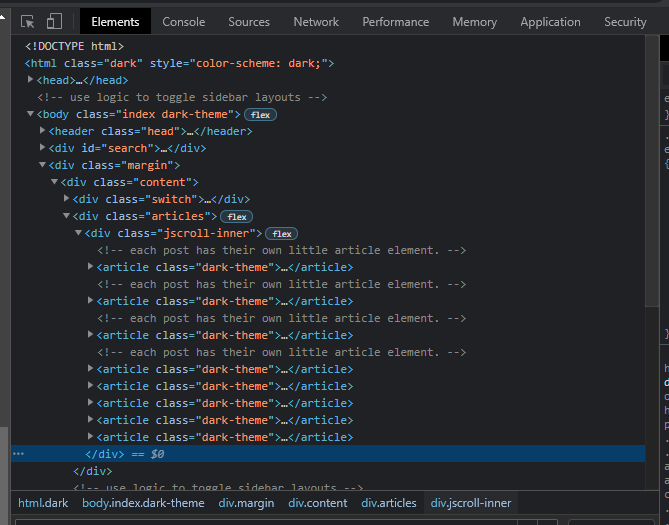 Elements Console Sources Network Performance Memory Application Security
<!DOCTYPE html>
<html class="dark" style="color-scheme: dark;">
<head>…</head>
<!-- use logic to toggle sidebar layouts -->
<body class="index dark-theme"> flex
<header class="head">…</header>
<div id="search">…</div>
<div class="margin">
<div class="content">
<div class="switch">…</div>
<div class="articles"> flex
<div class="jscroll-inner"> flex
<!-- each post has their own little article element. -->
<article class="dark-theme">…</article>
<!-- each post has their own little article element. -->
<article class="dark-theme">…</article>
<!-- each post has their own little article element. -->
<article class="dark-theme">…</article>
<!-- each post has their own little article element. -->
<article class="dark-theme">…</article>
<article class="dark-theme">…</article>
<article class="dark-theme">…</article>
<article class="dark-theme">…</article>
<article class="dark-theme">…</article>
</div> == $0
</div>
<!-- use logic to toggle sidebar layouts -->
html.dark body.index.dark-theme div.margin div.content div.articles div.jscroll-inner